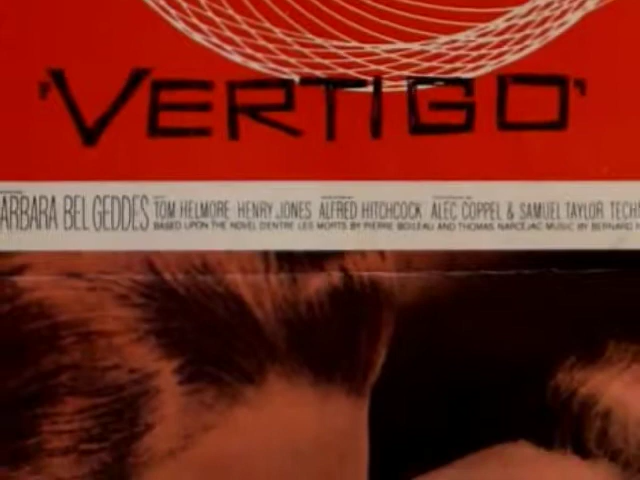 'VERTIGO'
ARBARA BEL GEDDES TOM HELMORE HENRY JONES ALFRED HITCHCOCK ALEC COPPEL & SAMUEL TAYLOR TECH
BASED UPON THE NOVEL D'ENTRE LES MORTS BY PIERRE BOILEAU AND THOMAS NARCEJAC MUSIC BY BERNARD